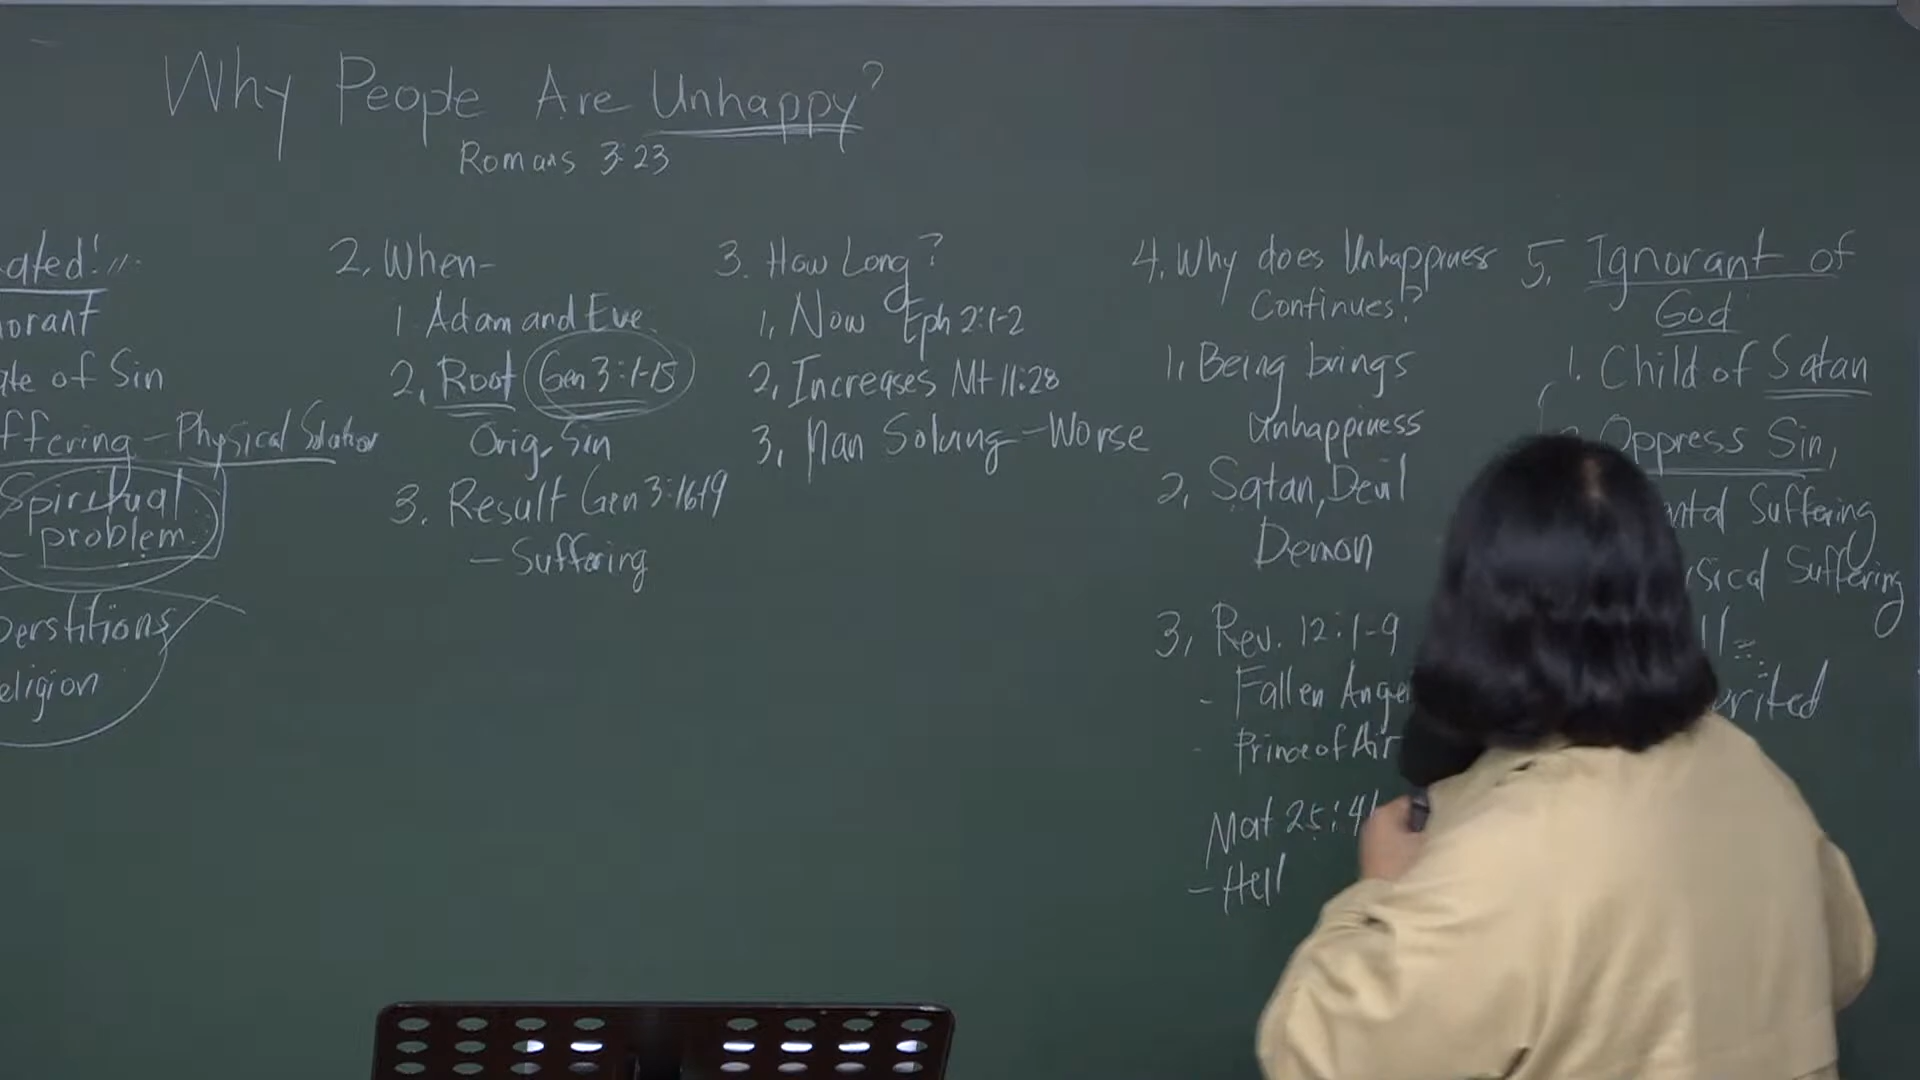 Why People Are Unhappy?
Romans 3:23
ated!
orant
ate of Sin
ffering - Physical Solation
Spiritual
problem.
perstitions
eligion
2. When-
1. Adam and Eve
2. Root Gen 3:1-15
Orig. Sin
3. Result Gen 3:16-19
- Suffering
3. How Long?
1. Now Eph 2:1-2
2. Increases Mt 11:28
3. Man Solving - Worse
4. Why does Unhappiness
Continues?
1. Being brings
Unhappiness
2. Satan, Devil
Demon
3. Rev. 12:1-9
- Fallen Ange
- Prince of Air
Mat 25:41
- Hell
5. Ignorant of
God
1. Child of Satan
Oppress Sin,
ntal Suffering
sical Suffering
ll
rited